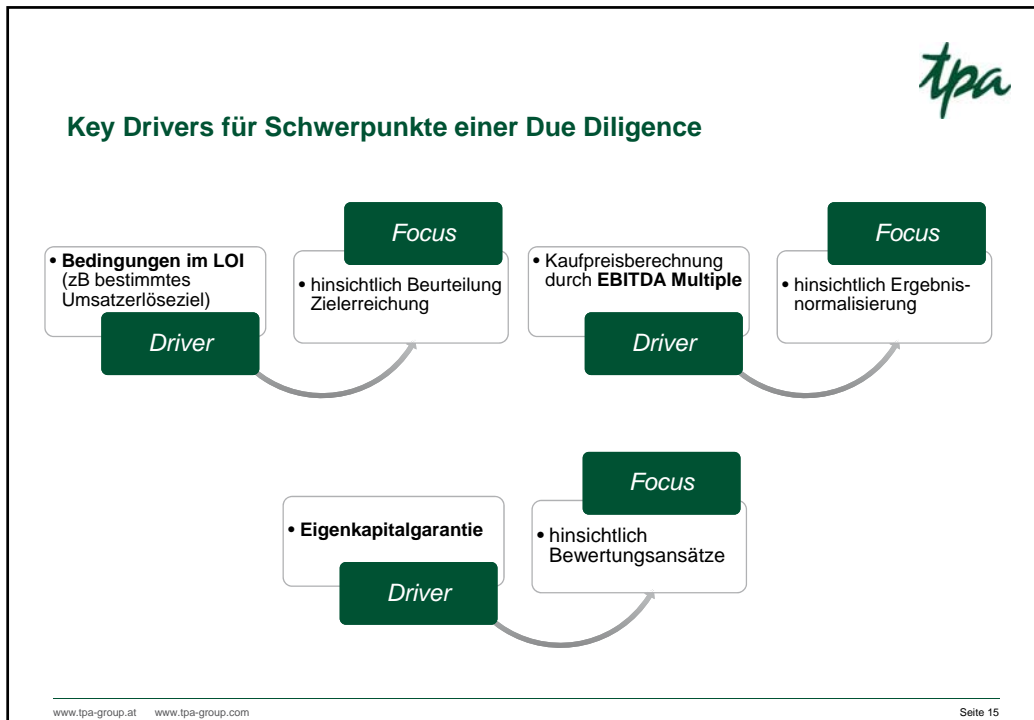 tpa
Key Drivers für Schwerpunkte einer Due Diligence
• Bedingungen im LOI
(zB bestimmtes
Umsatzerlöseziel)
Driver
Focus
• hinsichtlich Beurteilung
Zielerreichung
• Kaufpreisberechnung
durch EBITDA Multiple
Driver
Focus
• hinsichtlich Ergebnis-
normalisierung
• Eigenkapitalgarantie
Driver
Focus
• hinsichtlich
Bewertungsansätze
www.tpa-group.at www.tpa-group.com
Seite 15